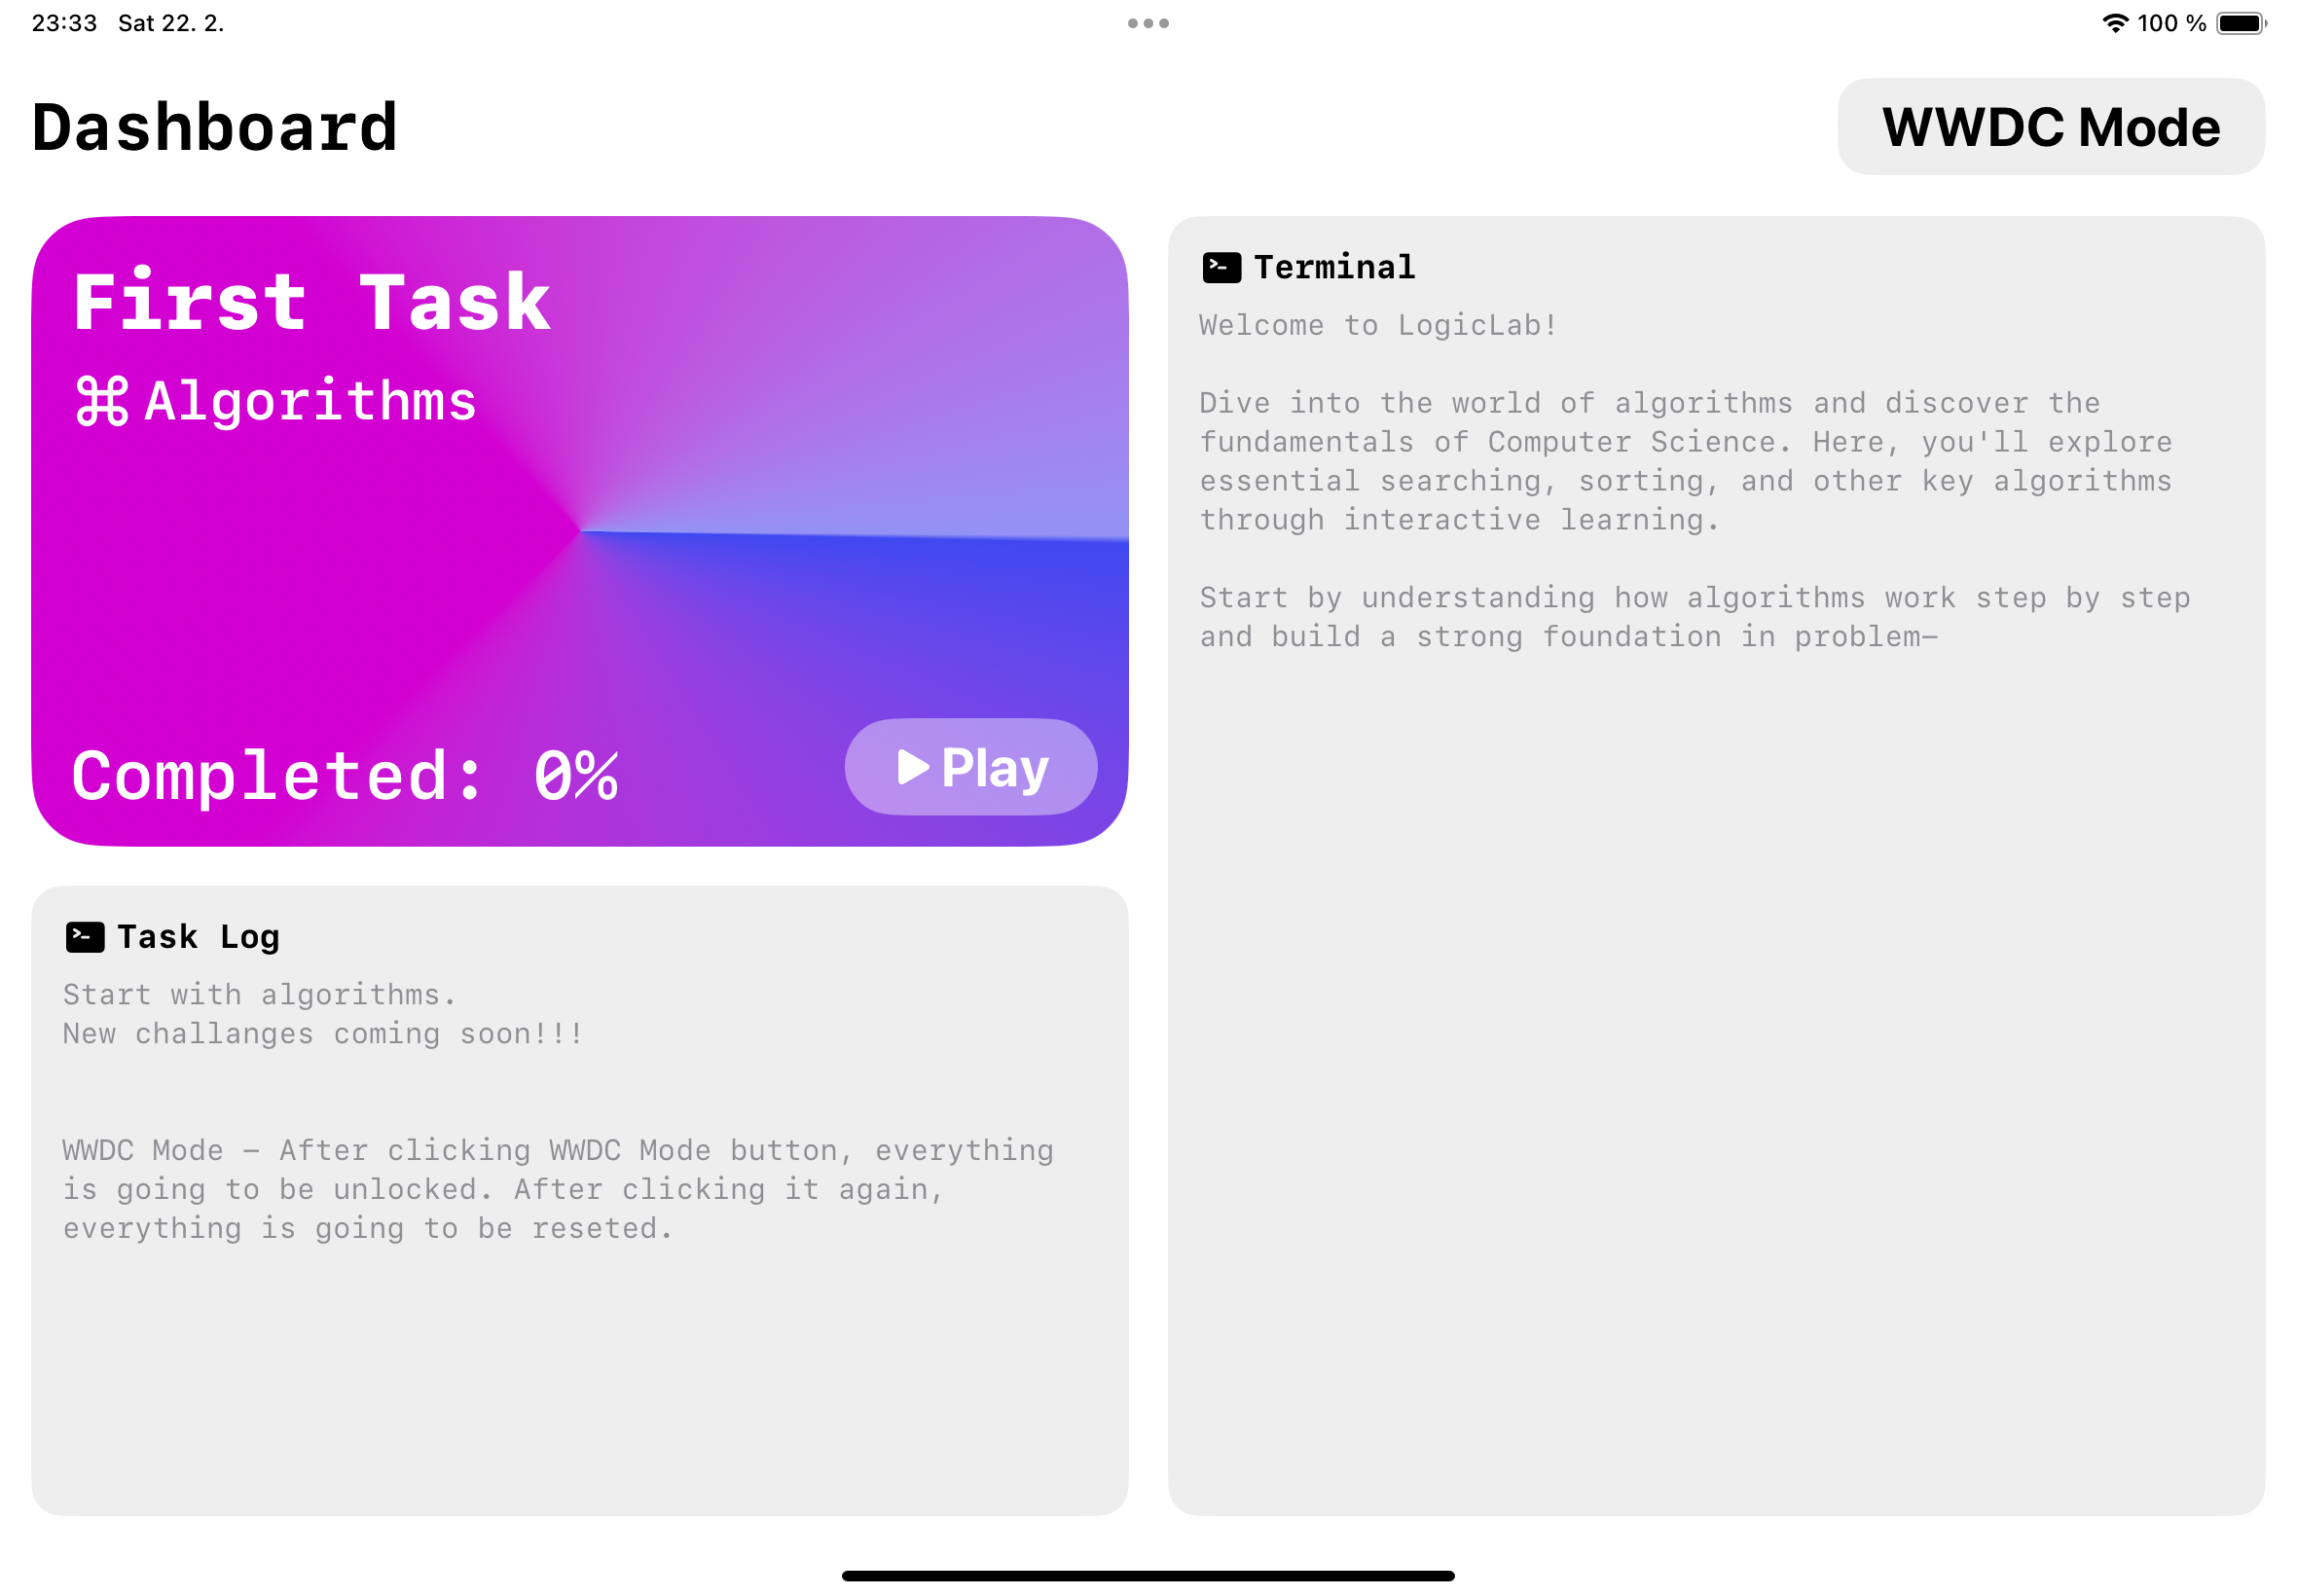 23:33 Sat 22. 2.
100 %
Dashboard
WWDC Mode
First Task
⌘ Algorithms
Completed: 0%
Play
Task Log
Start with algorithms.
New challanges coming soon!!!
WWDC Mode – After clicking WWDC Mode button, everything
is going to be unlocked. After clicking it again,
everything is going to be reseted.
Terminal
Welcome to LogicLab!
Dive into the world of algorithms and discover the
fundamentals of Computer Science. Here, you'll explore
essential searching, sorting, and other key algorithms
through interactive learning.
Start by understanding how algorithms work step by step
and build a strong foundation in problem–